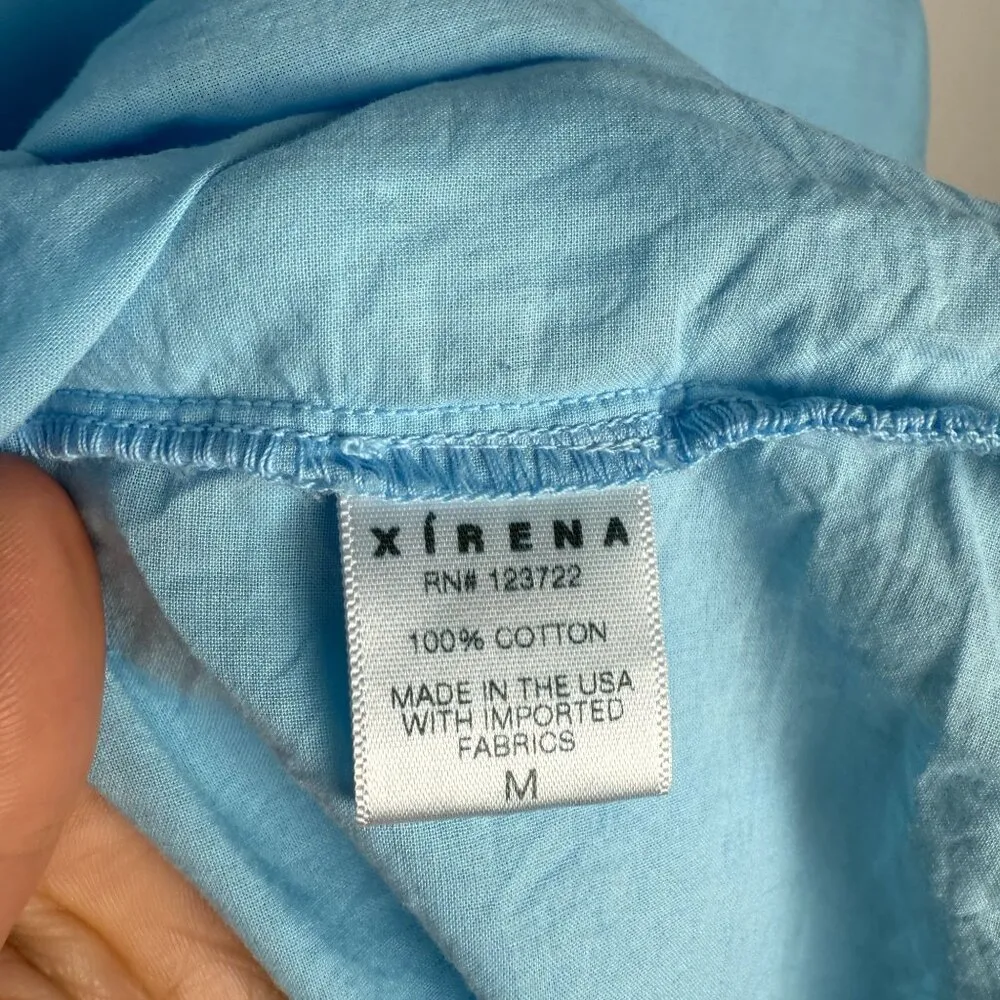 XÍRENA
RN# 123722
100% COTTON
MADE IN THE USA
WITH IMPORTED
FABRICS
M